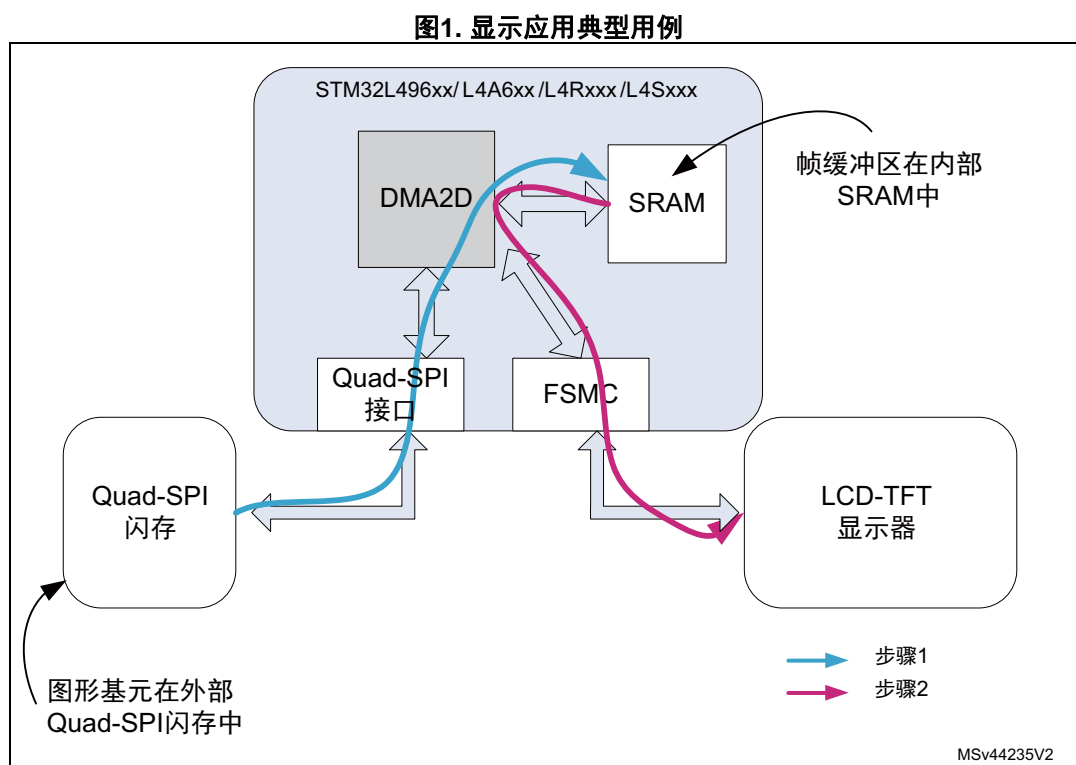 图1. 显示应用典型用例
STM32L496xx/ L4A6xx /L4Rxxx /L4Sxxx
DMA2D
SRAM
帧缓冲区在内部
SRAM中
Quad-SPI
接口
FSMC
Quad-SPI
闪存
LCD-TFT
显示器
图形基元在外部
Quad-SPI闪存中
步骤1
步骤2
MSv44235V2